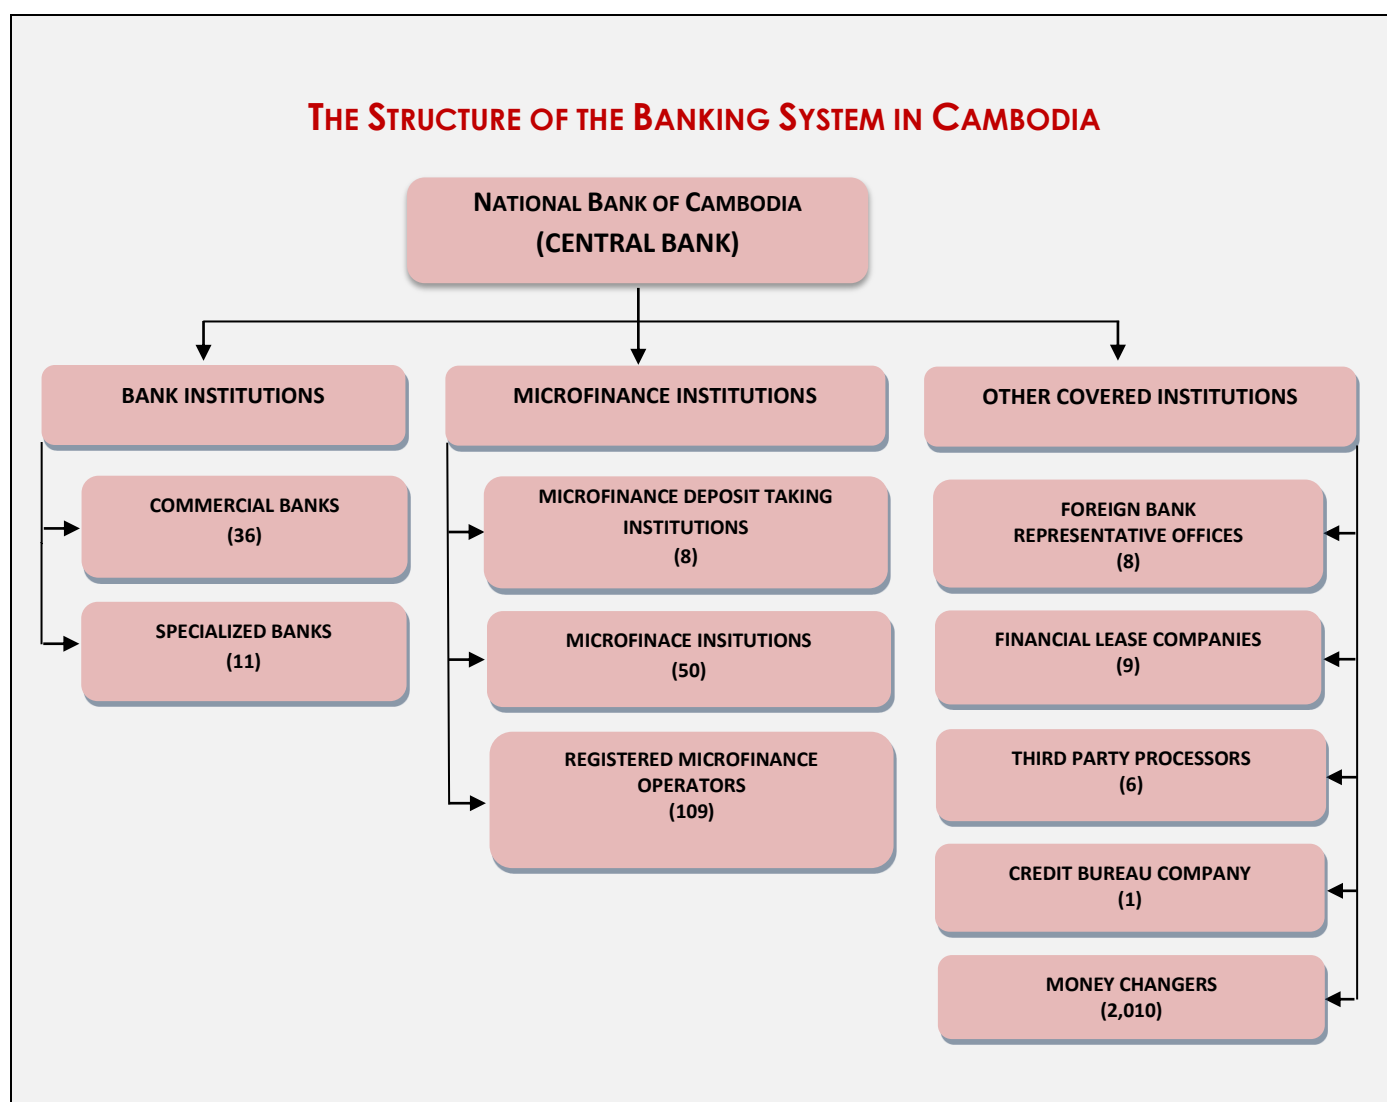 THE STRUCTURE OF THE BANKING SYSTEM IN CAMBODIA
NATIONAL BANK OF CAMBODIA
(CENTRAL BANK)
BANK INSTITUTIONS
COMMERCIAL BANKS
(36)
SPECIALIZED BANKS
(11)
MICROFINANCE INSTITUTIONS
MICROFINANCE DEPOSIT TAKING
INSTITUTIONS
(8)
MICROFINACE INSITUTIONS
(50)
REGISTERED MICROFINANCE
OPERATORS
(109)
OTHER COVERED INSTITUTIONS
FOREIGN BANK
REPRESENTATIVE OFFICES
(8)
FINANCIAL LEASE COMPANIES
(9)
THIRD PARTY PROCESSORS
(6)
CREDIT BUREAU COMPANY
(1)
MONEY CHANGERS
(2,010)